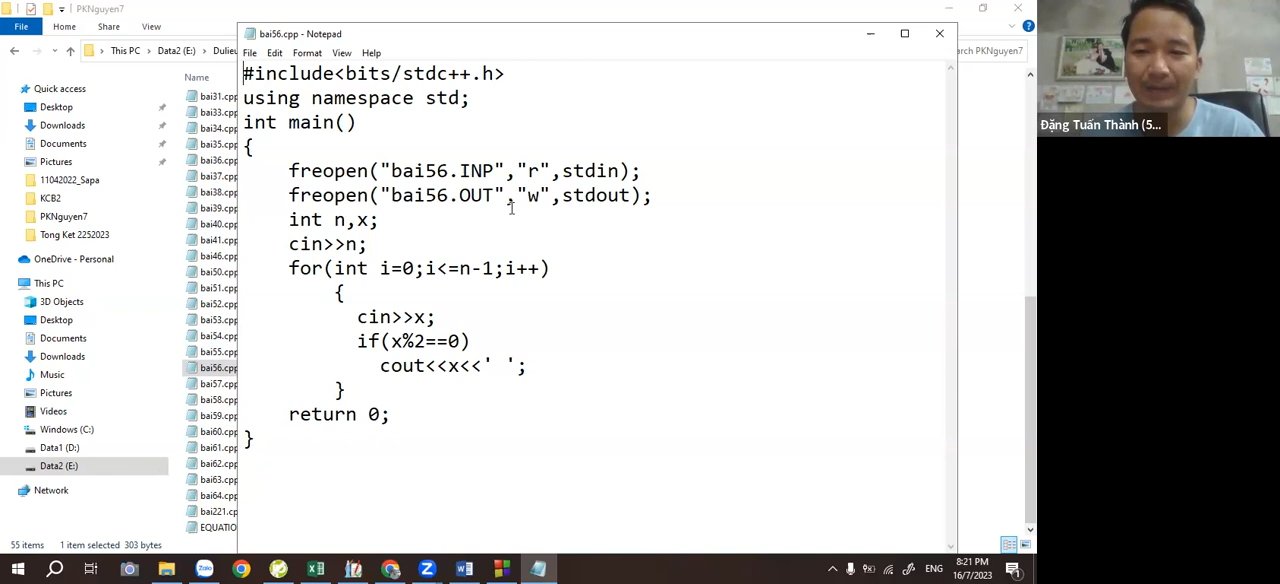 PKNguyen7
File
Home
Share
View
This PC
Data2 (E:)
Dulieu
arch PKNguyen7
Name
Quick access
Desktop
Downloads
Documents
Pictures
11042022_Sapa
KCB2
PKNguyen7
Tong Ket 2252023
OneDrive - Personal
This PC
3D Objects
Desktop
Documents
Downloads
Music
Pictures
Videos
Windows (C:)
Data1 (D:)
Data2 (E:)
Network
bai31.cpp
bai33.cpp
bai34.cpp
bai35.cpp
bai36.cpp
bai37.cpp
bai38.cpp
bai39.cpp
bai40.cpp
bai41.cpp
bai46.cpp
bai50.cpp
bai51.cpp
bai52.cpp
bai53.cpp
bai54.cpp
bai55.cpp
bai56.cpp
bai57.cpp
bai58.cpp
bai59.cpp
bai60.cpp
bai61.cpp
bai62.cpp
bai63.cpp
bai64.cpp
bai221.cpp
EQUATIO
55 items
1 item selected 303 bytes
bai56.cpp - Notepad
File Edit Format View Help
#include<bits/stdc++.h>
using namespace std;
int main()
{
freopen("bai56.INP","r",stdin);
freopen("bai56.OUT","w",stdout);
int n,x;
cin>>n;
for(int i=0;i<=n-1;i++)
{
cin>>x;
if(x%2==0)
cout<<x<<' ';
}
return 0;
}
Đặng Tuấn Thành (5...
Zalo
ENG
8:21 PM
16/7/2023
1